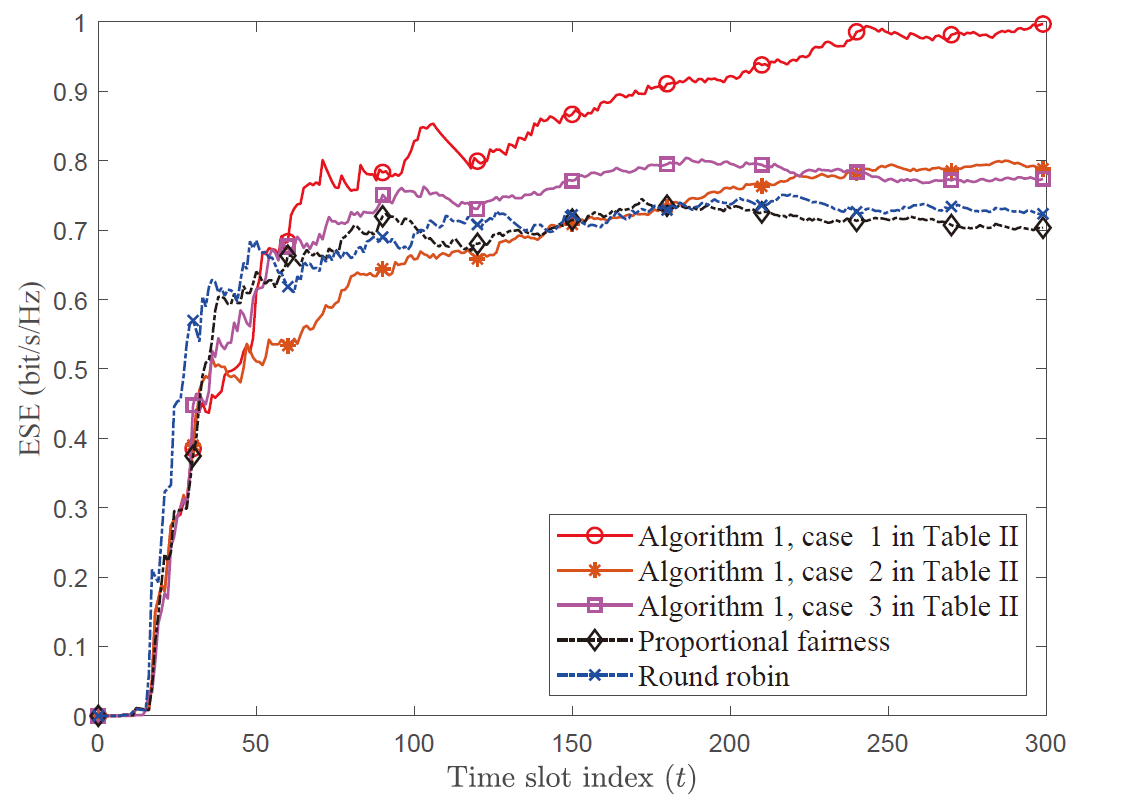 1
0.9
0.8
0.7
0.6
0.5
0.4
0.3
0.2
0.1
0
ESE (bit/s/Hz)
Algorithm 1, case 1 in Table II
Algorithm 1, case 2 in Table II
Algorithm 1, case 3 in Table II
Proportional fairness
Round robin
0 50 100 150 200 250 300
Time slot index (t)